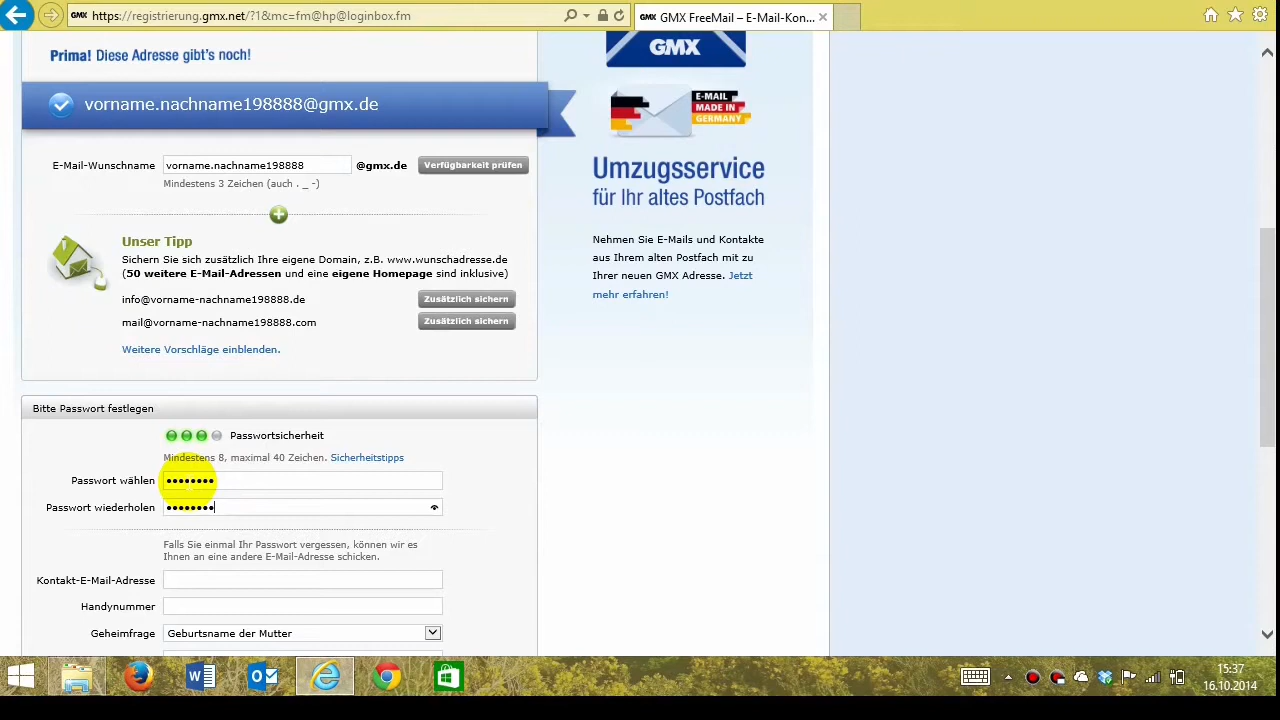 https://registrierung.gmx.net/?1&mc=fm@hp@loginbox.fm
GMX FreeMail – E-Mail-Kon...
Prima! Diese Adresse gibt's noch!
vorname.nachname198888@gmx.de
E-Mail-Wunschname
vorname.nachname198888
@gmx.de
Verfügbarkeit prüfen
Mindestens 3 Zeichen (auch . _ -)
Unser Tipp
Sichern Sie sich zusätzlich Ihre eigene Domain, z.B. www.wunschadresse.de
(50 weitere E-Mail-Adressen und eine eigene Homepage sind inklusive)
info@vorname-nachname198888.de
Zusätzlich sichern
mail@vorname-nachname198888.com
Zusätzlich sichern
Weitere Vorschläge einblenden.
GMX
E-MAIL
MADE IN
GERMANY
Umzugsservice
für Ihr altes Postfach
Nehmen Sie E-Mails und Kontakte
aus Ihrem alten Postfach mit zu
Ihrer neuen GMX Adresse. Jetzt
mehr erfahren!
Bitte Passwort festlegen
Passwortsicherheit
Mindestens 8, maximal 40 Zeichen. Sicherheitstipps
Passwort wählen
••••••••
Passwort wiederholen
••••••••
Falls Sie einmal Ihr Passwort vergessen, können wir es
Ihnen an eine andere E-Mail-Adresse schicken.
Kontakt-E-Mail-Adresse
Handynummer
Geheimfrage
Geburtsname der Mutter
15:37
16.10.2014